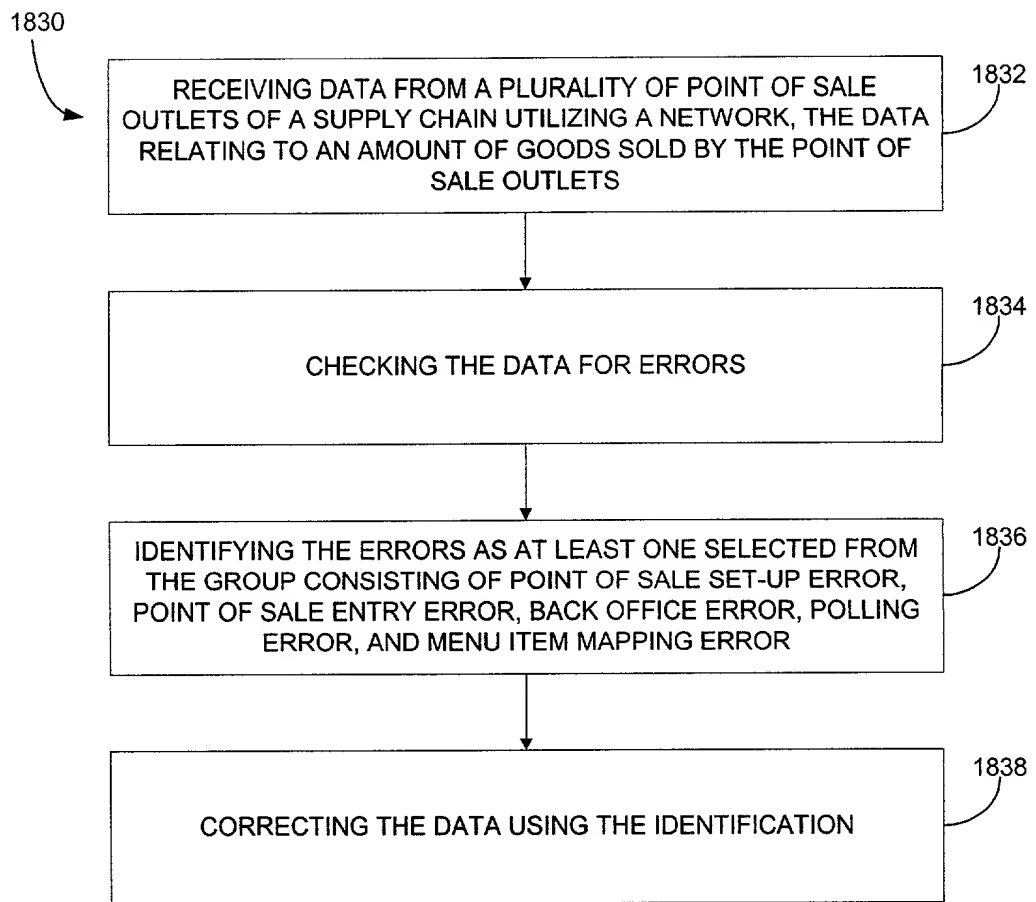 1830
1832
RECEIVING DATA FROM A PLURALITY OF POINT OF SALE
OUTLETS OF A SUPPLY CHAIN UTILIZING A NETWORK, THE DATA
RELATING TO AN AMOUNT OF GOODS SOLD BY THE POINT OF
SALE OUTLETS
1834
CHECKING THE DATA FOR ERRORS
1836
IDENTIFYING THE ERRORS AS AT LEAST ONE SELECTED FROM
THE GROUP CONSISTING OF POINT OF SALE SET-UP ERROR,
POINT OF SALE ENTRY ERROR, BACK OFFICE ERROR, POLLING
ERROR, AND MENU ITEM MAPPING ERROR
1838
CORRECTING THE DATA USING THE IDENTIFICATION